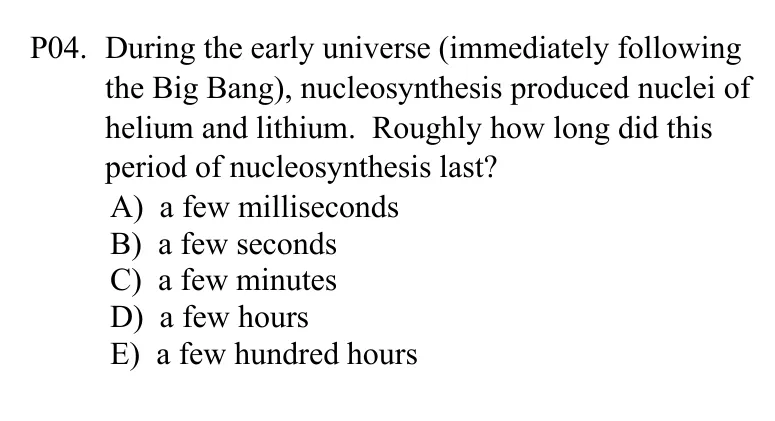 P04. During the early universe (immediately following
the Big Bang), nucleosynthesis produced nuclei of
helium and lithium. Roughly how long did this
period of nucleosynthesis last?
A) a few milliseconds
B) a few seconds
C) a few minutes
D) a few hours
E) a few hundred hours